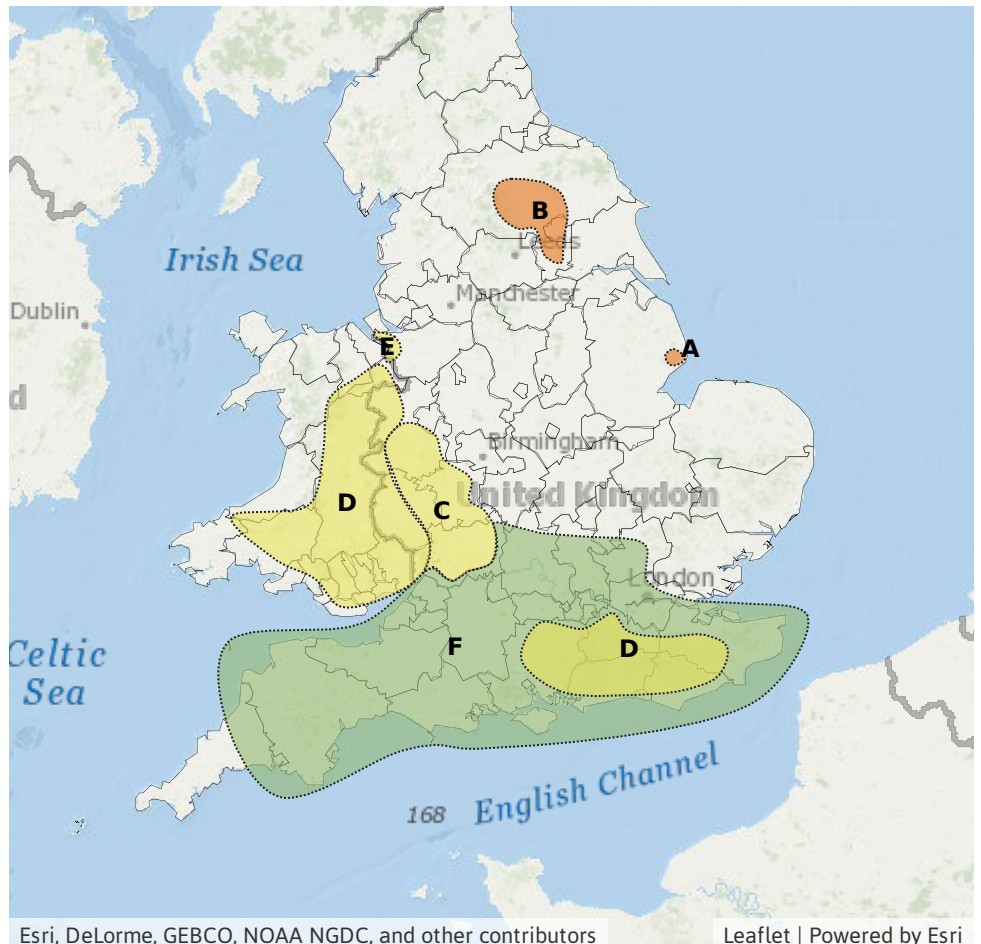 B
Leeds
Irish Sea
Manchester
Dublin
A
E
d
Birmingham
D
C
United Kingdom
London
F
D
Celtic
Sea
English Channel
168
Esri, DeLorme, GEBCO, NOAA NGDC, and other contributors
Leaflet | Powered by Esri